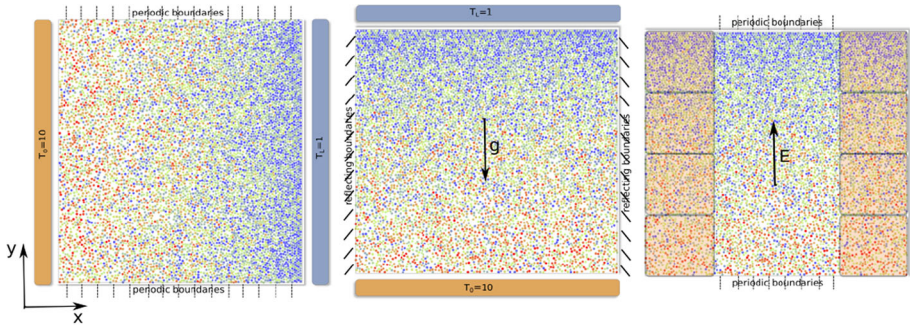 periodic boundaries
T₀=10
T_L=1
periodic boundaries
y
x
T_L=1
reflecting boundaries
g
reflecting boundaries
T₀=10
periodic boundaries
E
periodic boundaries